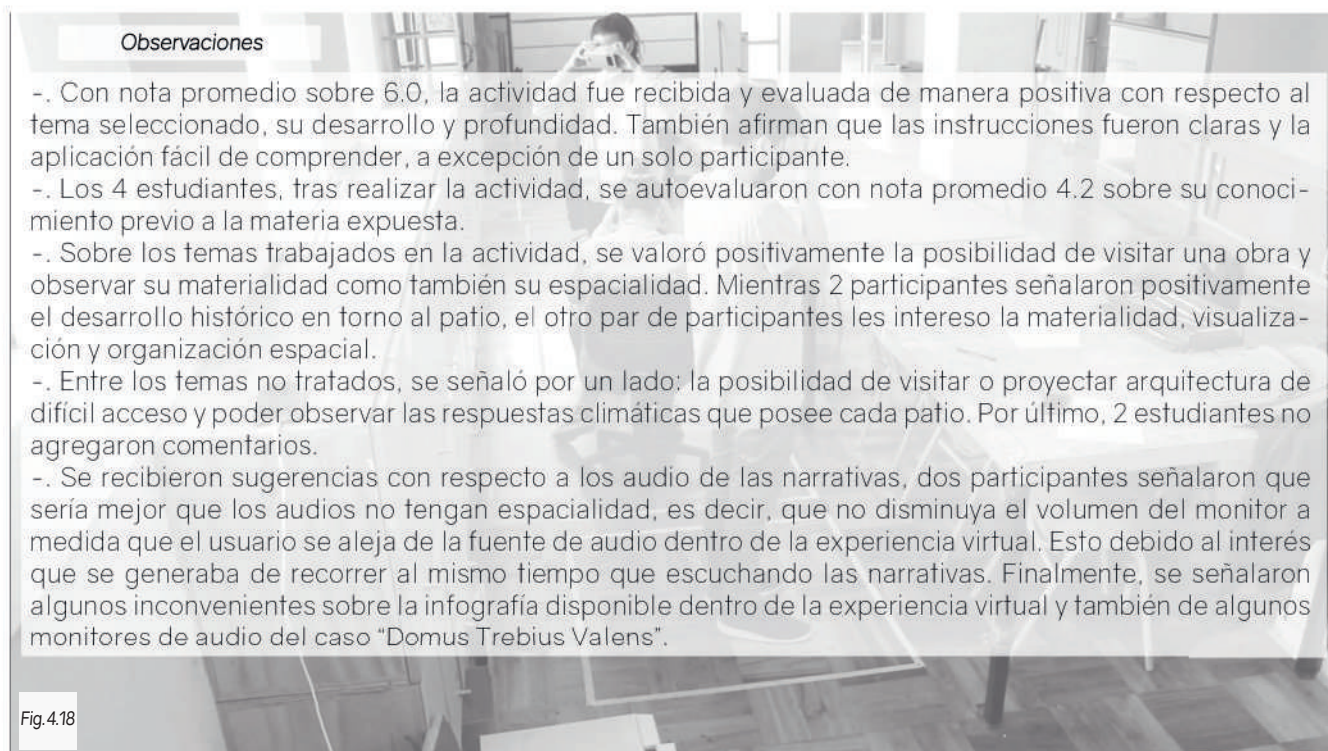 Observaciones
-. Con nota promedio sobre 6.0, la actividad fue recibida y evaluada de manera positiva con respecto al
tema seleccionado, su desarrollo y profundidad. También afirman que las instrucciones fueron claras y la
aplicación fácil de comprender, a excepción de un solo participante.
-. Los 4 estudiantes, tras realizar la actividad, se autoevaluaron con nota promedio 4.2 sobre su conoci-
miento previo a la materia expuesta.
-. Sobre los temas trabajados en la actividad, se valoró positivamente la posibilidad de visitar una obra y
observar su materialidad como también su espacialidad. Mientras 2 participantes señalaron positivamente
el desarrollo histórico en torno al patio, el otro par de participantes les intereso la materialidad, visualiza-
ción y organización espacial.
-. Entre los temas no tratados, se señaló por un lado: la posibilidad de visitar o proyectar arquitectura de
difícil acceso y poder observar las respuestas climáticas que posee cada patio. Por último, 2 estudiantes no
agregaron comentarios.
-. Se recibieron sugerencias con respecto a los audio de las narrativas, dos participantes señalaron que
sería mejor que los audios no tengan espacialidad, es decir, que no disminuya el volumen del monitor a
medida que el usuario se aleja de la fuente de audio dentro de la experiencia virtual. Esto debido al interés
que se generaba de recorrer al mismo tiempo que escuchando las narrativas. Finalmente, se señalaron
algunos inconvenientes sobre la infografía disponible dentro de la experiencia virtual y también de algunos
monitores de audio del caso “Domus Trebius Valens”.
Fig.4.18